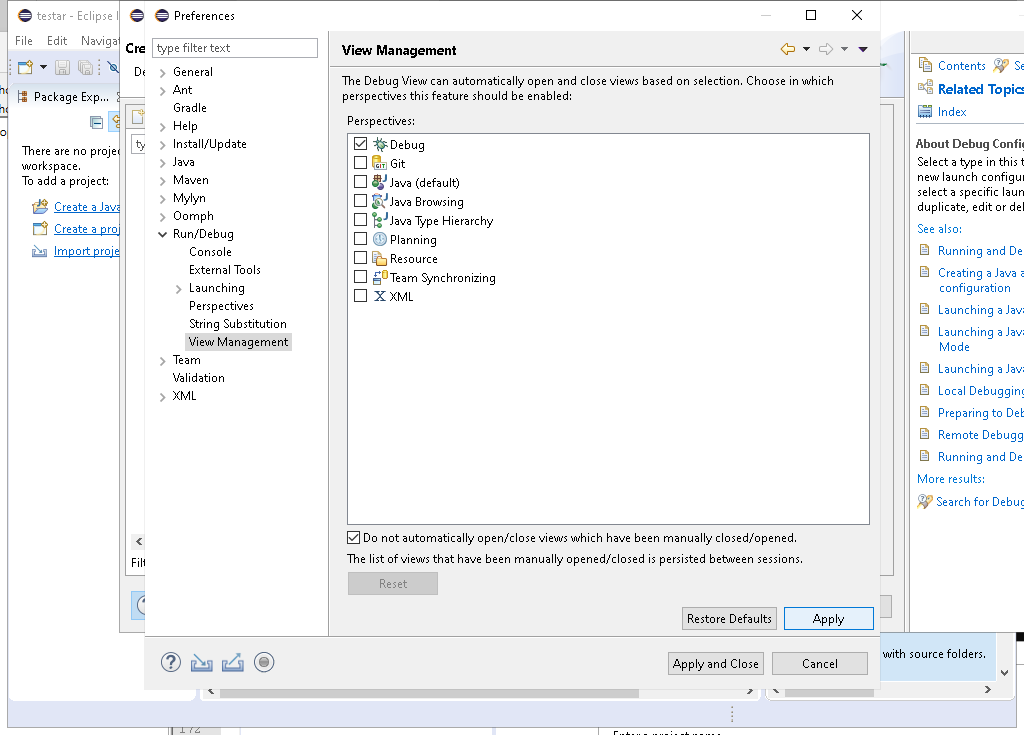 testar - Eclipse I
File Edit Navigat
Package Exp...
There are no projec
workspace.
To add a project:
Create a Java
Create a proj
Import proje
Cre
De
ty
Filt
Preferences
type filter text
General
Ant
Gradle
Help
Install/Update
Java
Maven
Mylyn
Oomph
Run/Debug
Console
External Tools
Launching
Perspectives
String Substitution
View Management
Team
Validation
XML
View Management
The Debug View can automatically open and close views based on selection. Choose in which
perspectives this feature should be enabled:
Perspectives:
Debug
Git
Java (default)
Java Browsing
Java Type Hierarchy
Planning
Resource
Team Synchronizing
XML
Do not automatically open/close views which have been manually closed/opened.
The list of views that have been manually opened/closed is persisted between sessions.
Reset
Restore Defaults Apply
Apply and Close Cancel
Contents Se
Related Topics
Index
About Debug Config
Select a type in this t
new launch configur
select a specific laun
duplicate, edit or del
See also:
Running and De
Creating a Java a
configuration
Launching a Java
Launching a Java
Mode
Launching a Java
Local Debugging
Preparing to Deb
Remote Debugg
Running and De
More results:
Search for Debug
with source folders.
172
Enter a project name